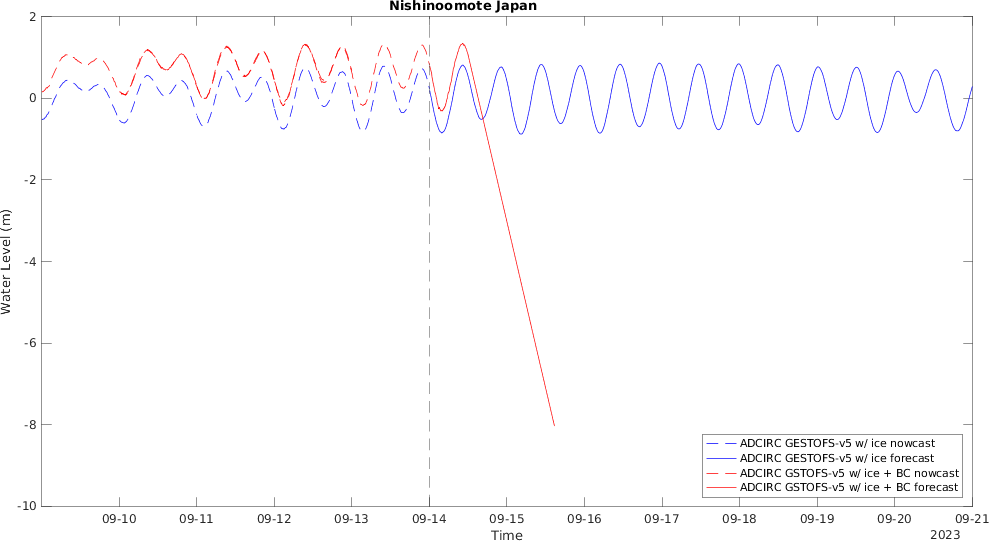 Nishinoomote Japan
2
0
-2
-4
-6
-8
-10
Water Level (m)
ADCIRC GESTOFS-v5 w/ ice nowcast
ADCIRC GESTOFS-v5 w/ ice forecast
ADCIRC GSTOFS-v5 w/ ice + BC nowcast
ADCIRC GSTOFS-v5 w/ ice + BC forecast
09-10 09-11 09-12 09-13 09-14 09-15 09-16 09-17 09-18 09-19 09-20 09-21
Time
2023